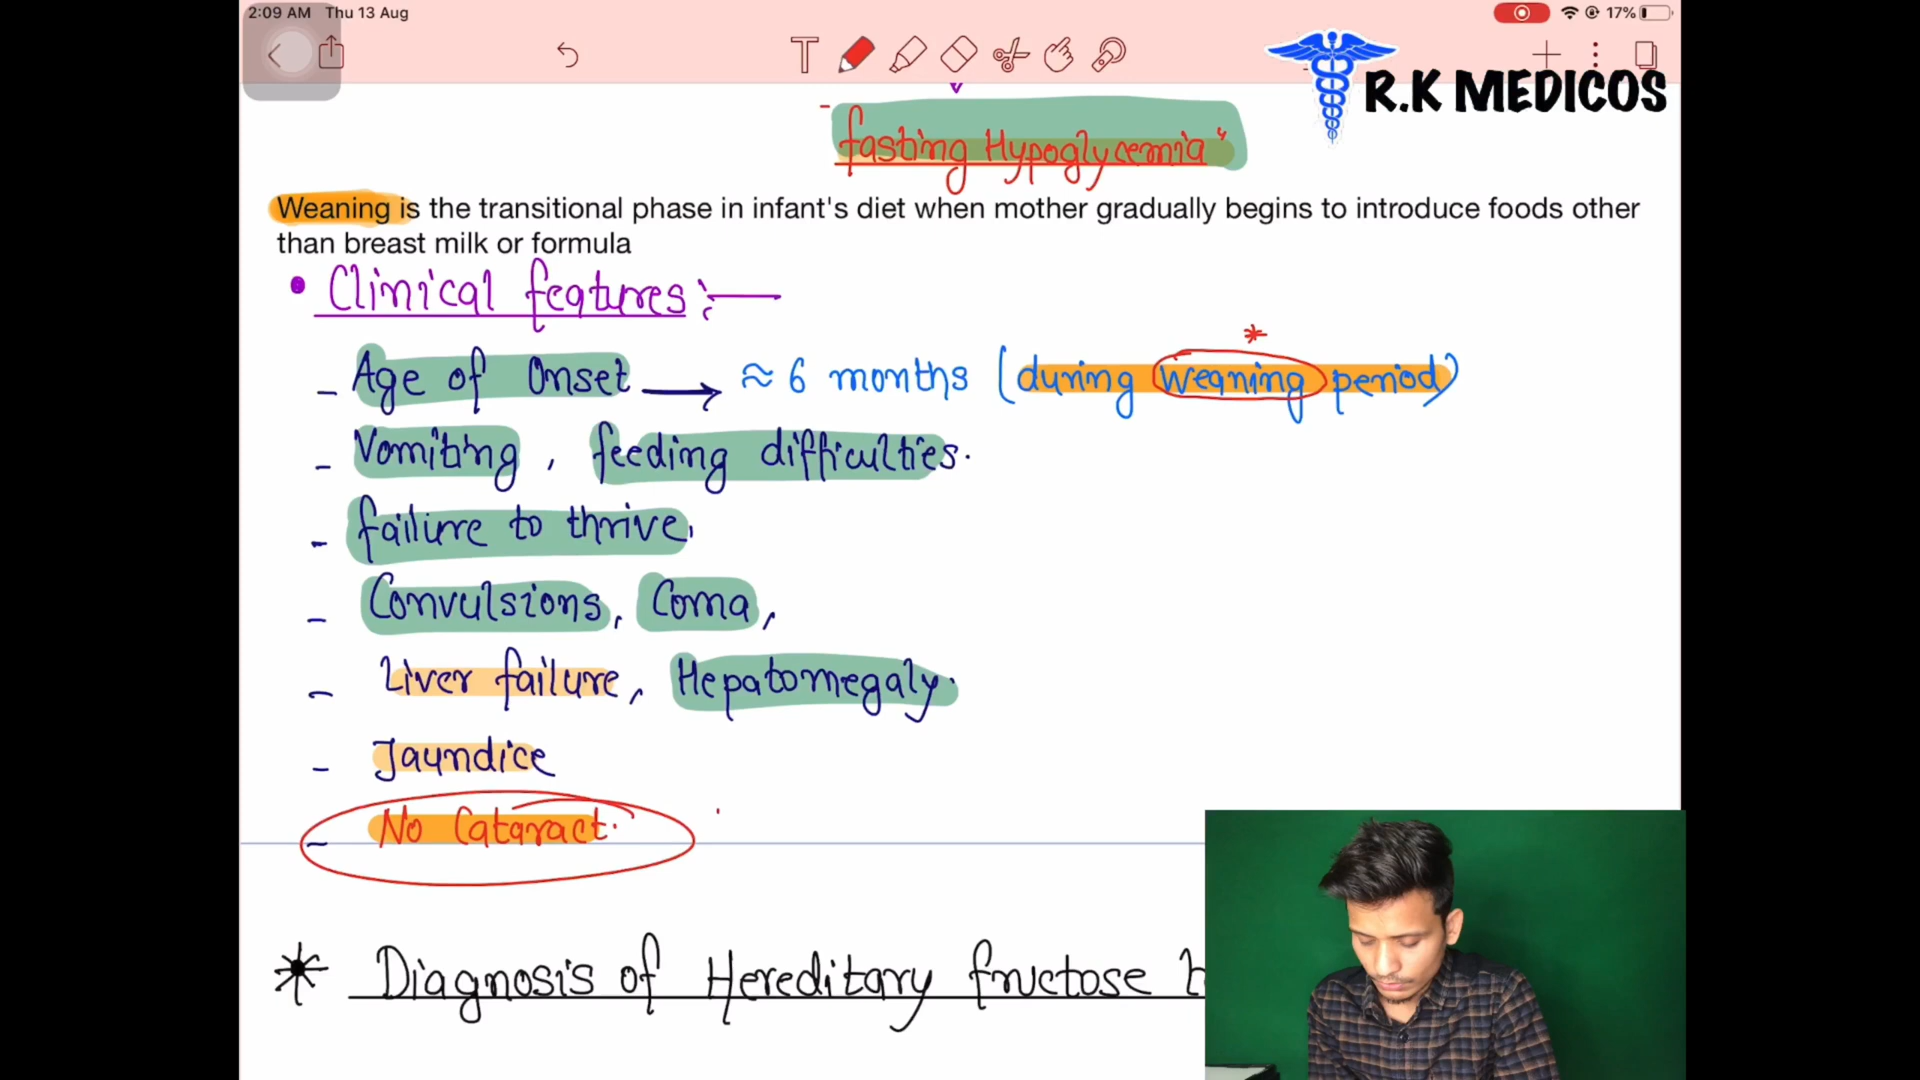 2:09 AM Thu 13 Aug
17%
T
R.K MEDICOS
fasting Hypoglycemia"
Weaning is the transitional phase in infant's diet when mother gradually begins to introduce foods other
than breast milk or formula
• Clinical features :—
- Age of Onset → ≈ 6 months (during weaning period)
- Vomiting, feeding difficulties.
- failure to thrive.
- Convulsions, Coma,
- Liver failure, Hepatomegaly.
- Jaundice
- No Cataract.
* Diagnosis of Hereditary fructose